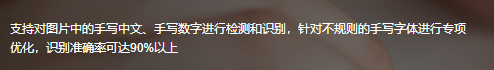 支持对图片中的手写中文、手写数字进行检测和识别，针对不规则的手写字体进行专项
优化，识别准确率可达90%以上